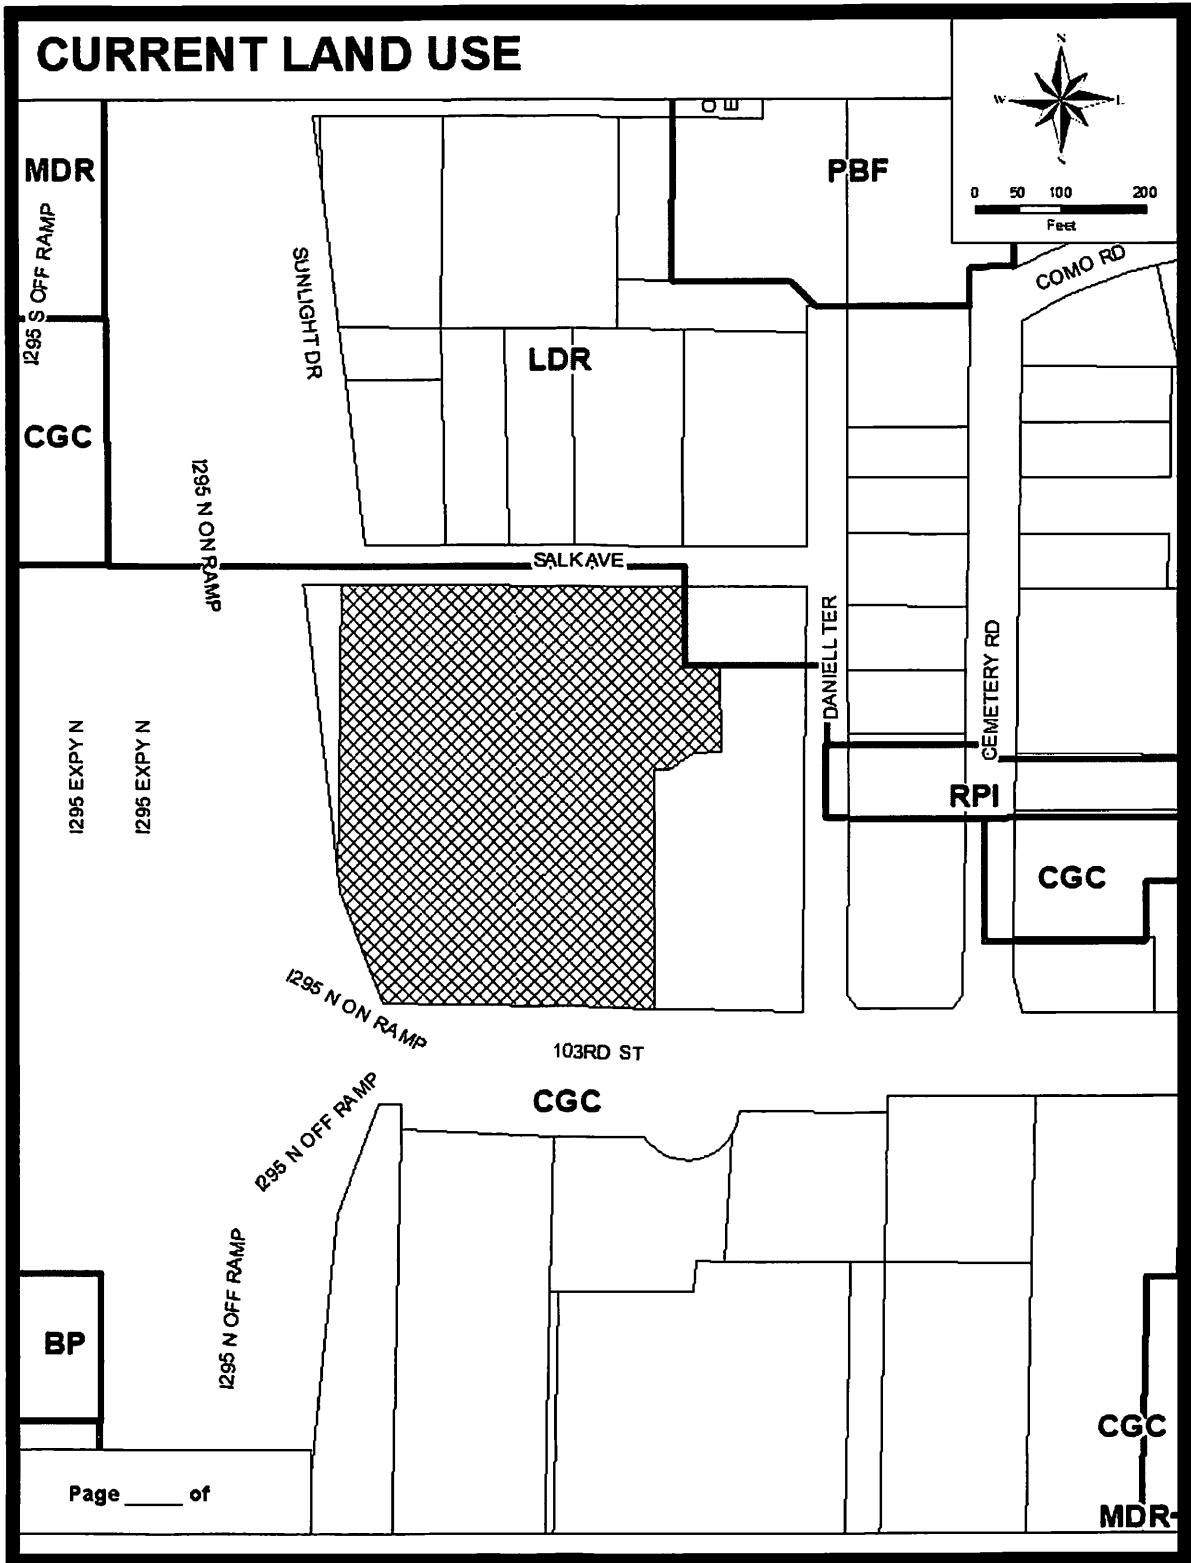 CURRENT LAND USE
N
W
0 50 100 200
Feet
MDR
PBF
I295 S OFF RAMP
SUNLIGHT DR
COMO RD
LDR
CGC
I295 N ON RAMP
SALK AVE
DANIELL TER
CEMETERY RD
I295 EXPY N
I295 EXPY N
RPI
CGC
I295 N ON RAMP
103RD ST
CGC
I295 N OFF RAMP
I295 N OFF RAMP
BP
CGC
Page _____ of
MDR